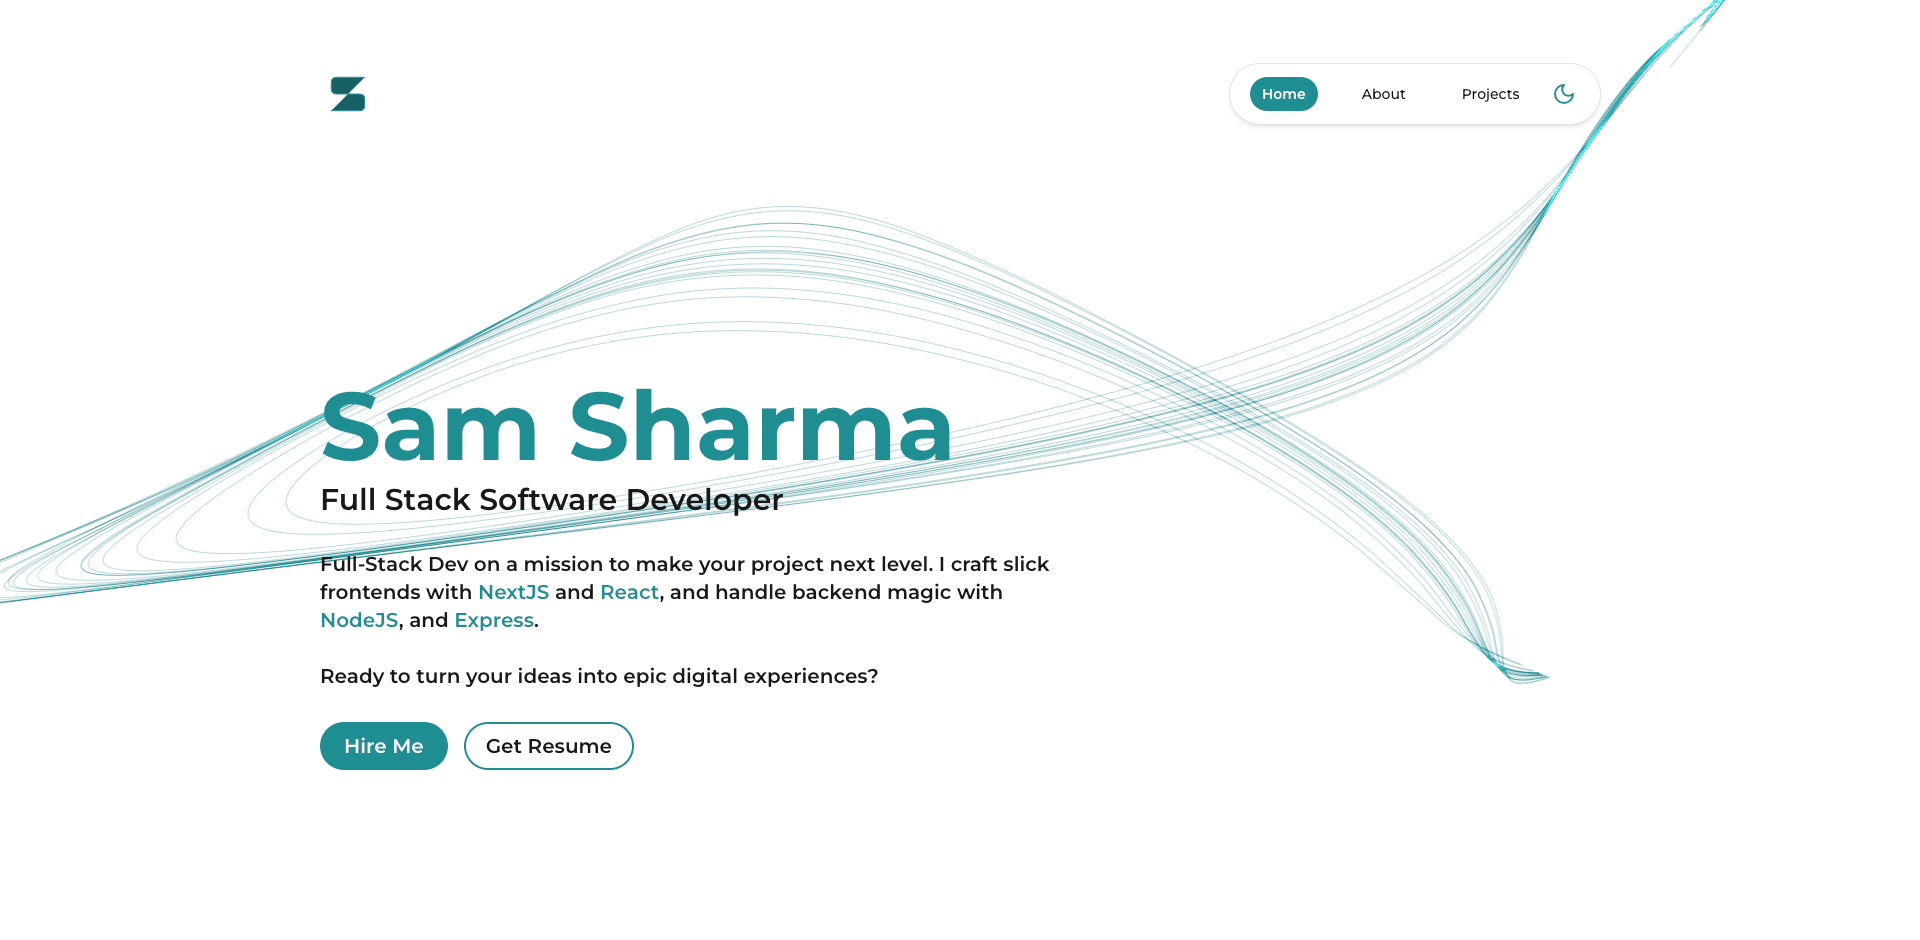 Home About Projects
Sam Sharma
Full Stack Software Developer
Full-Stack Dev on a mission to make your project next level. I craft slick
frontends with NextJS and React, and handle backend magic with
NodeJS, and Express.
Ready to turn your ideas into epic digital experiences?
Hire Me Get Resume